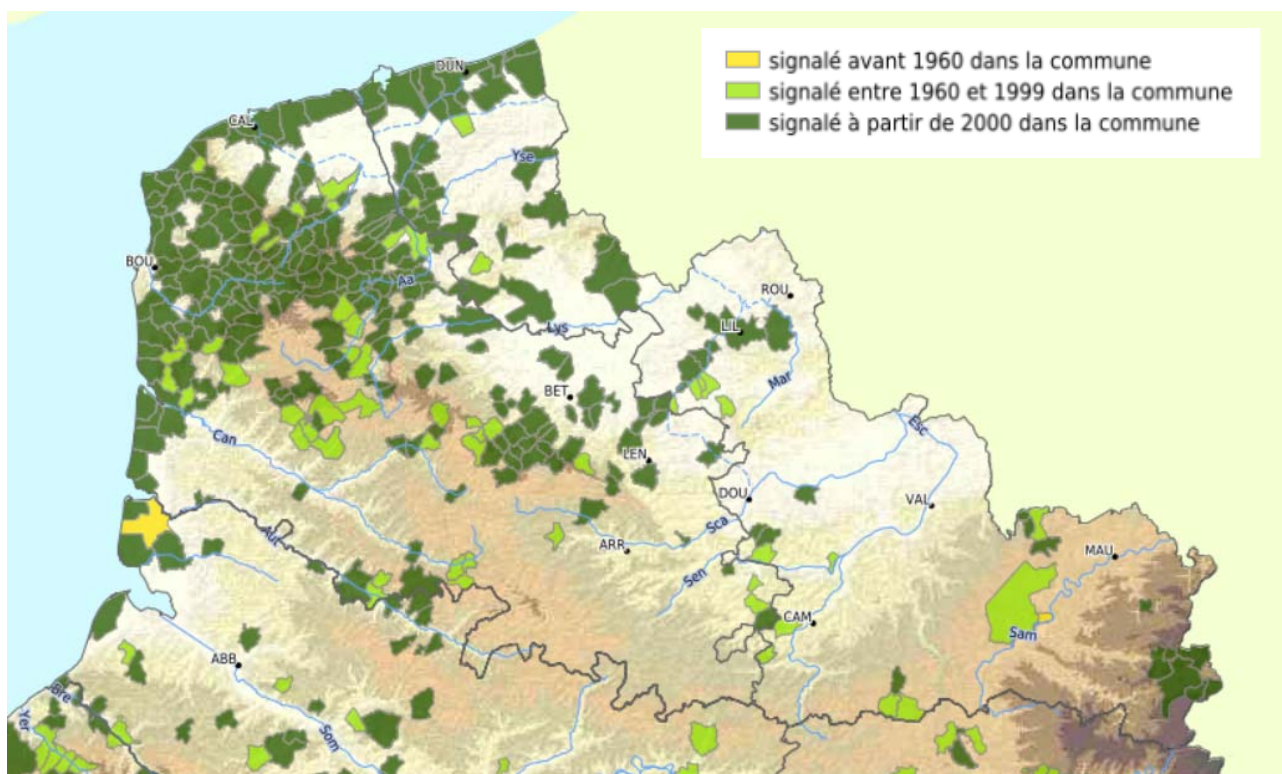 signalé avant 1960 dans la commune
signalé entre 1960 et 1999 dans la commune
signalé à partir de 2000 dans la commune
DUN
CAL
Yse
BOU
Aa
ROU
LIL
Lys
Mar
BET
Esc
Can
LEN
DOU
VAL
Sca
Aut
ARR
MAU
Sen
CAM
Sam
ABB
Bre
Yer
Som